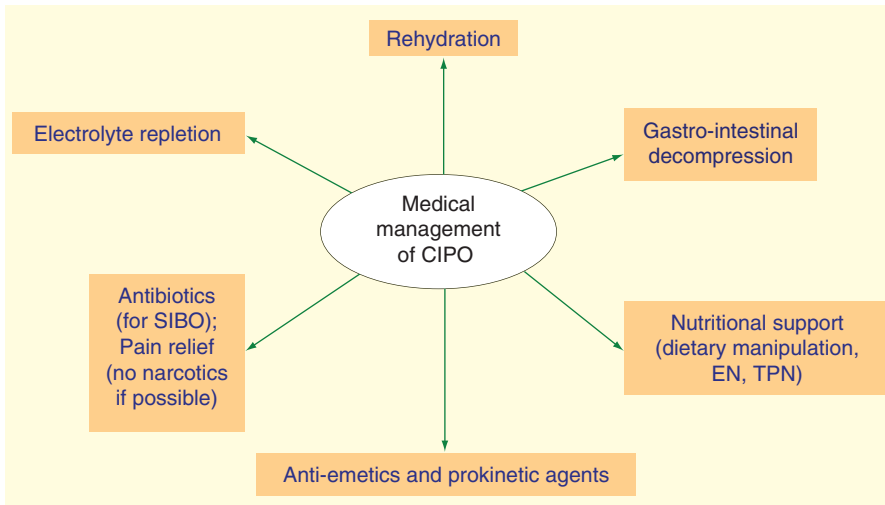 Rehydration
Electrolyte repletion
Gastro-intestinal
decompression
Medical
management
of CIPO
Antibiotics
(for SIBO);
Pain relief
(no narcotics
if possible)
Nutritional support
(dietary manipulation,
EN, TPN)
Anti-emetics and prokinetic agents